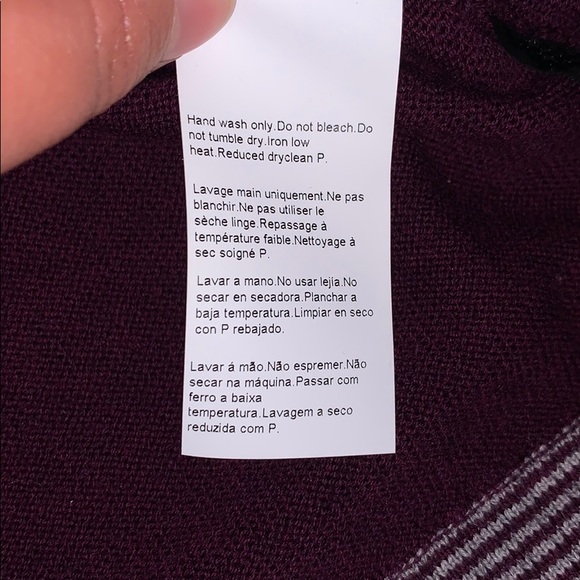 Hand wash only.Do not bleach.Do
not tumble dry.Iron low
heat.Reduced dryclean P.
Lavage main uniquement.Ne pas
blanchir.Ne pas utiliser le
sèche linge.Repassage à
température faible.Nettoyage à
sec soigné P.
Lavar a mano.No usar lejía.No
secar en secadora.Planchar a
baja temperatura.Limpiar en seco
con P rebajado.
Lavar á mão.Não espremer.Não
secar na máquina.Passar com
ferro a baixa
temperatura.Lavagem a seco
reduzida com P.